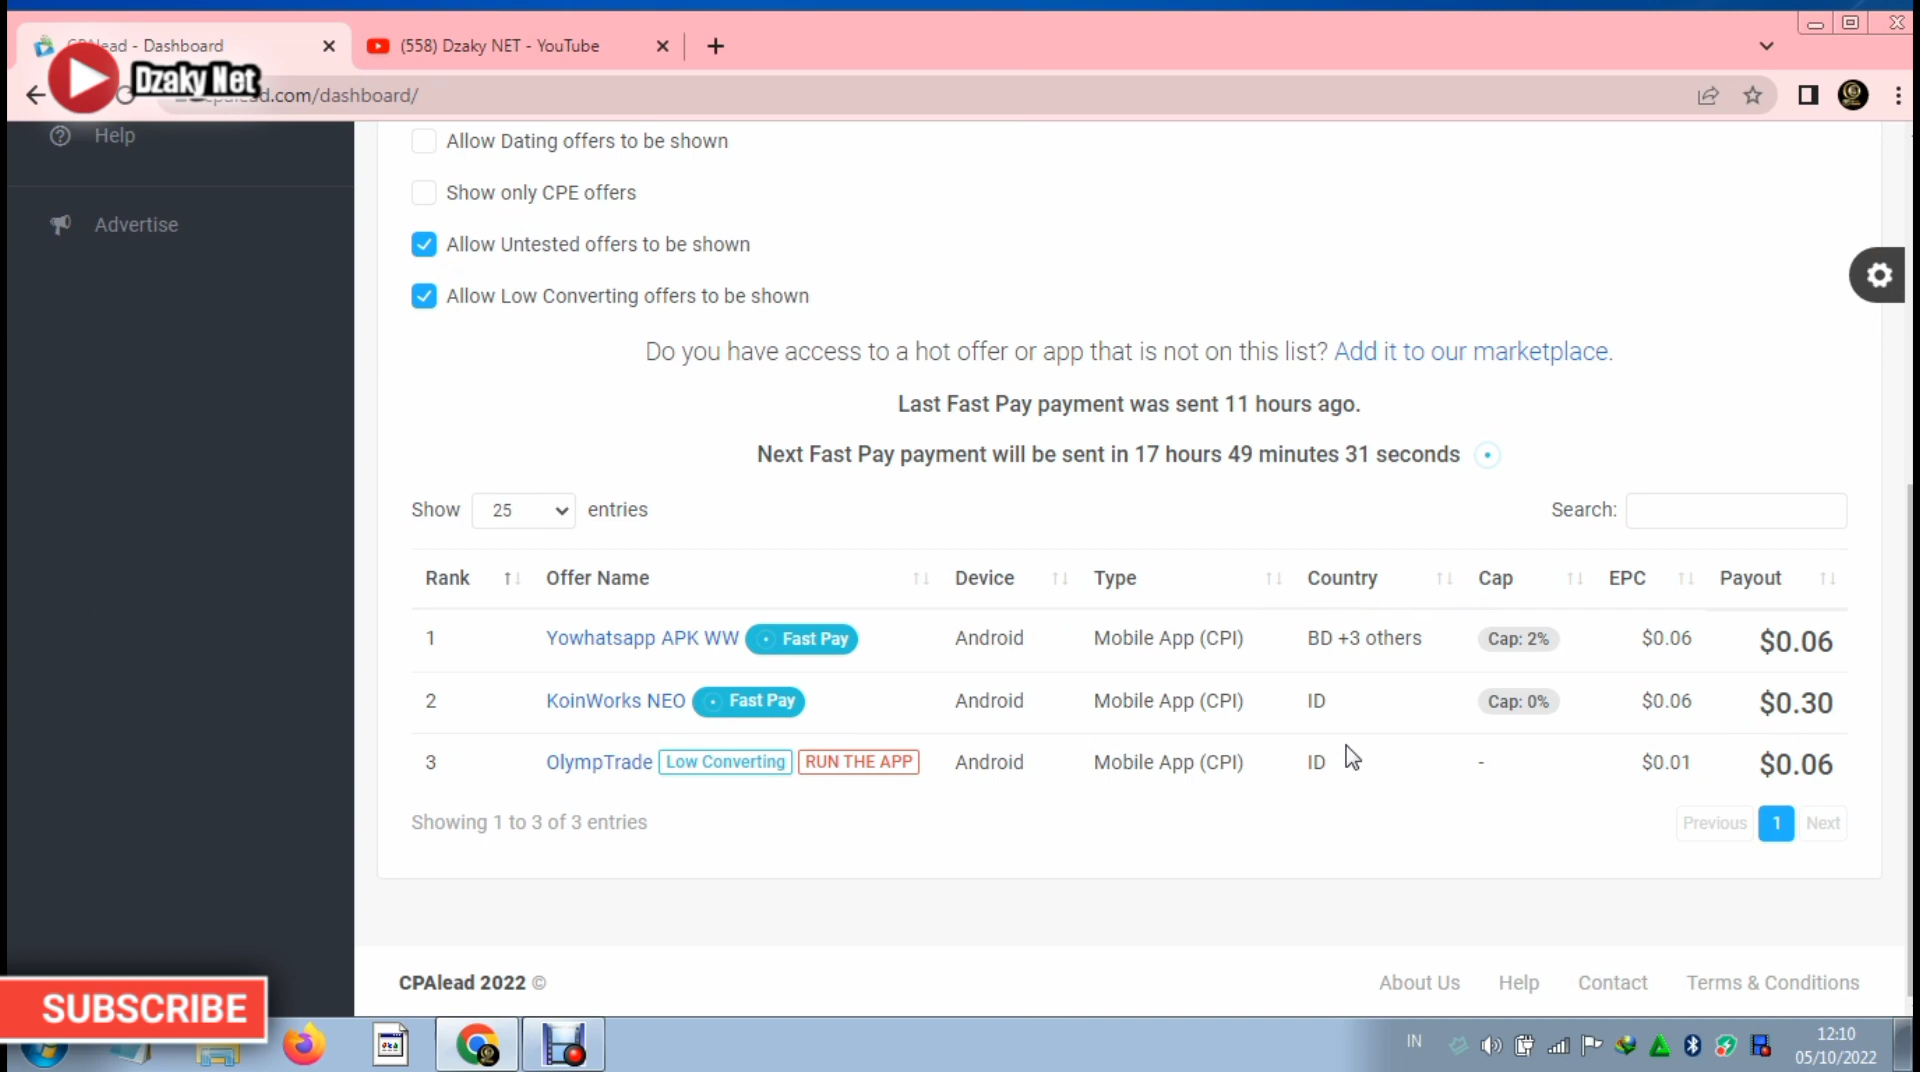 CPAlead - Dashboard
(558) Dzaky NET - YouTube
Dzaky Net
cpalead.com/dashboard/
Help
Advertise
Allow Dating offers to be shown
Show only CPE offers
Allow Untested offers to be shown
Allow Low Converting offers to be shown
Do you have access to a hot offer or app that is not on this list? Add it to our marketplace.
Last Fast Pay payment was sent 11 hours ago.
Next Fast Pay payment will be sent in 17 hours 49 minutes 31 seconds
Show 25 entries Search:
Rank Offer Name Device Type Country Cap EPC Payout
1 Yowhatsapp APK WW Fast Pay Android Mobile App (CPI) BD +3 others Cap: 2% $0.06 $0.06
2 KoinWorks NEO Fast Pay Android Mobile App (CPI) ID Cap: 0% $0.06 $0.30
3 OlympTrade Low Converting RUN THE APP Android Mobile App (CPI) ID - $0.01 $0.06
Showing 1 to 3 of 3 entries
Previous 1 Next
CPAlead 2022 ©
About Us Help Contact Terms & Conditions
SUBSCRIBE
IN
12:10
05/10/2022